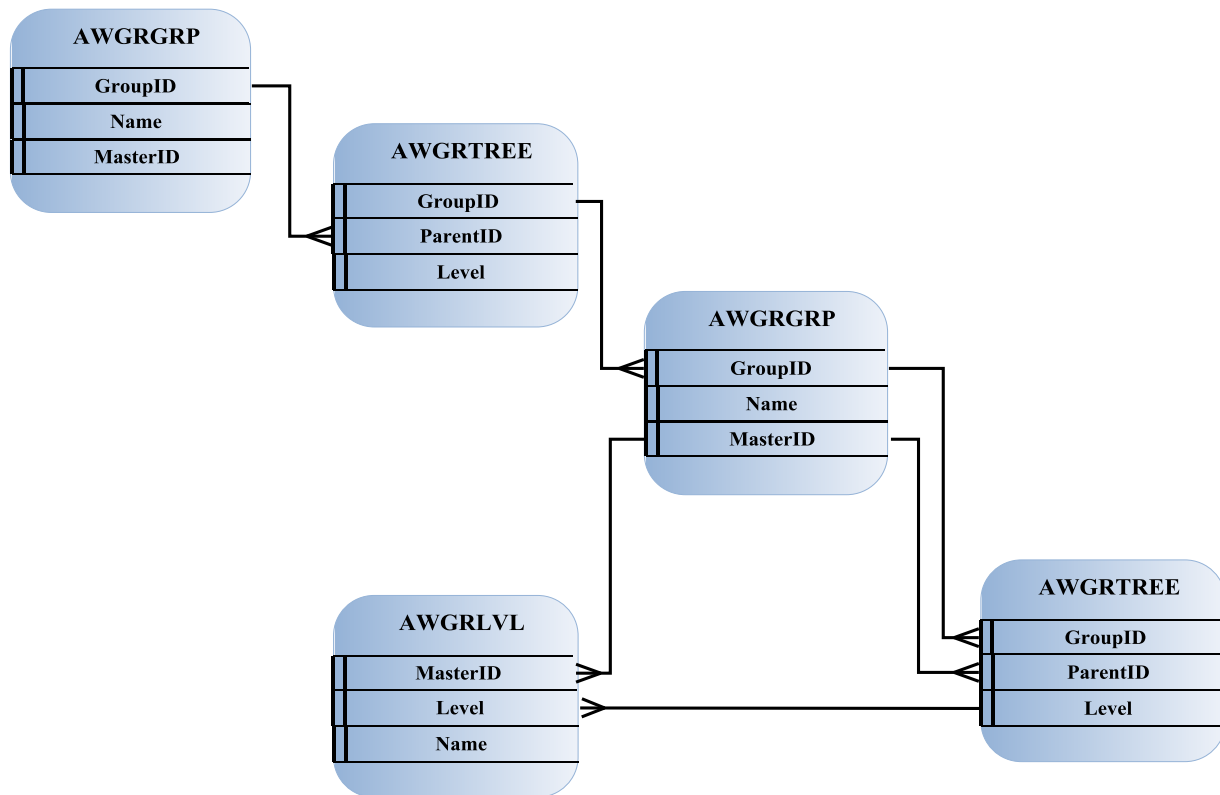 AWGRGRP
GroupID
Name
MasterID
AWGRTREE
GroupID
ParentID
Level
AWGRGRP
GroupID
Name
MasterID
AWGRLVL
MasterID
Level
Name
AWGRTREE
GroupID
ParentID
Level